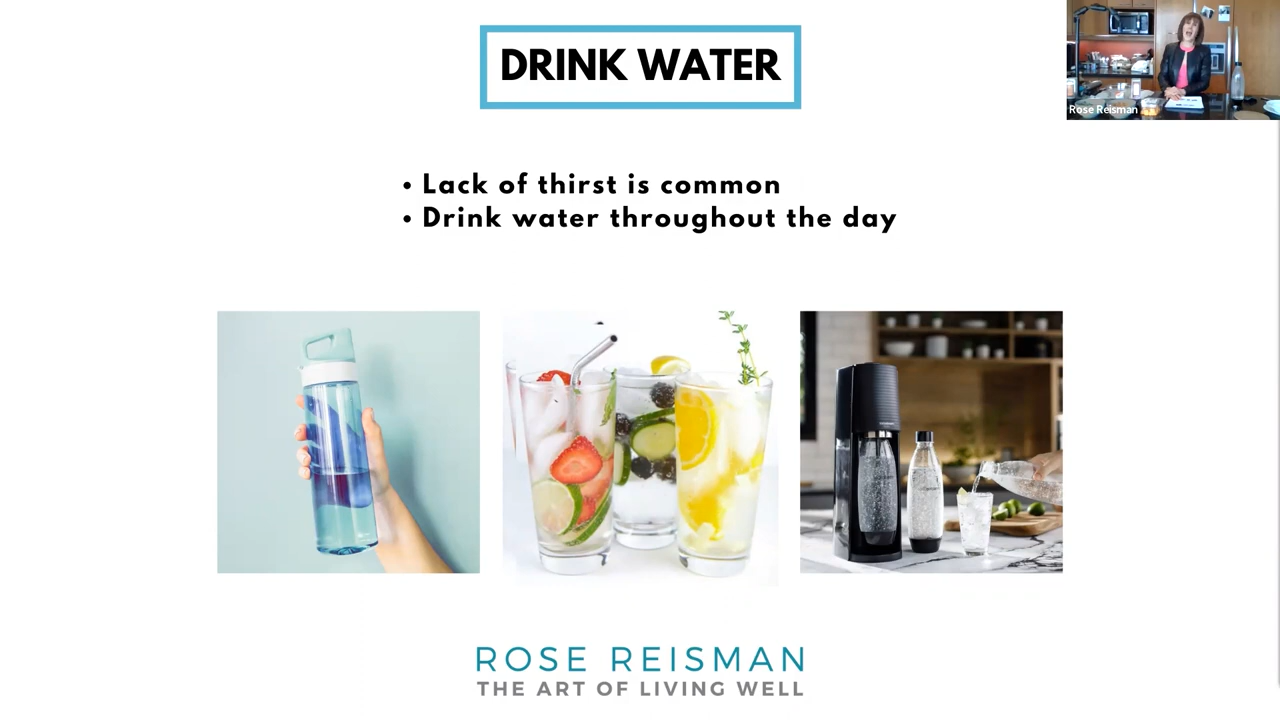 DRINK WATER
Rose Reisman
• Lack of thirst is common
• Drink water throughout the day
ROSE REISMAN
THE ART OF LIVING WELL